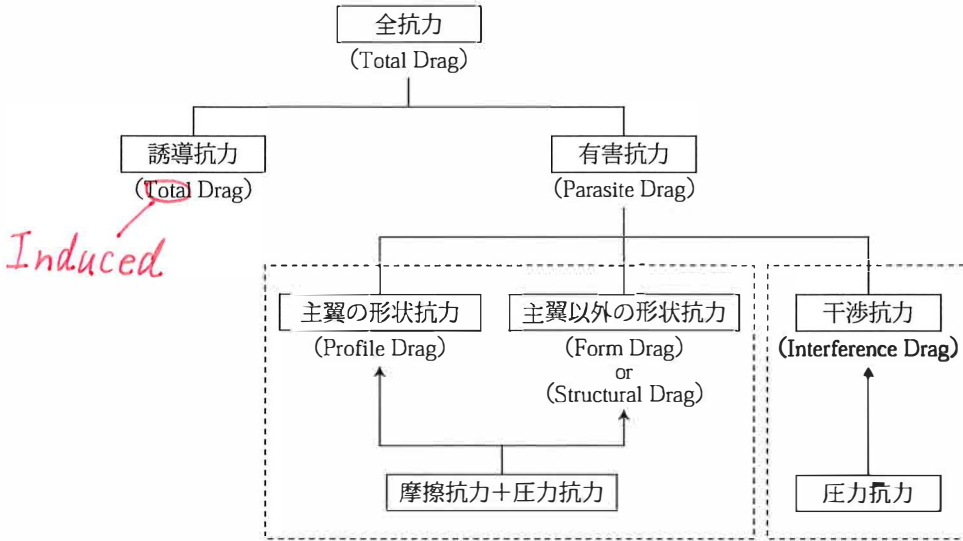 全抗力
(Total Drag)
誘導抗力
(Total Drag)
有害抗力
(Parasite Drag)
Induced
主翼の形状抗力
(Profile Drag)
主翼以外の形状抗力
(Form Drag)
or
(Structural Drag)
干渉抗力
(Interference Drag)
摩擦抗力+圧力抗力
圧力抗力